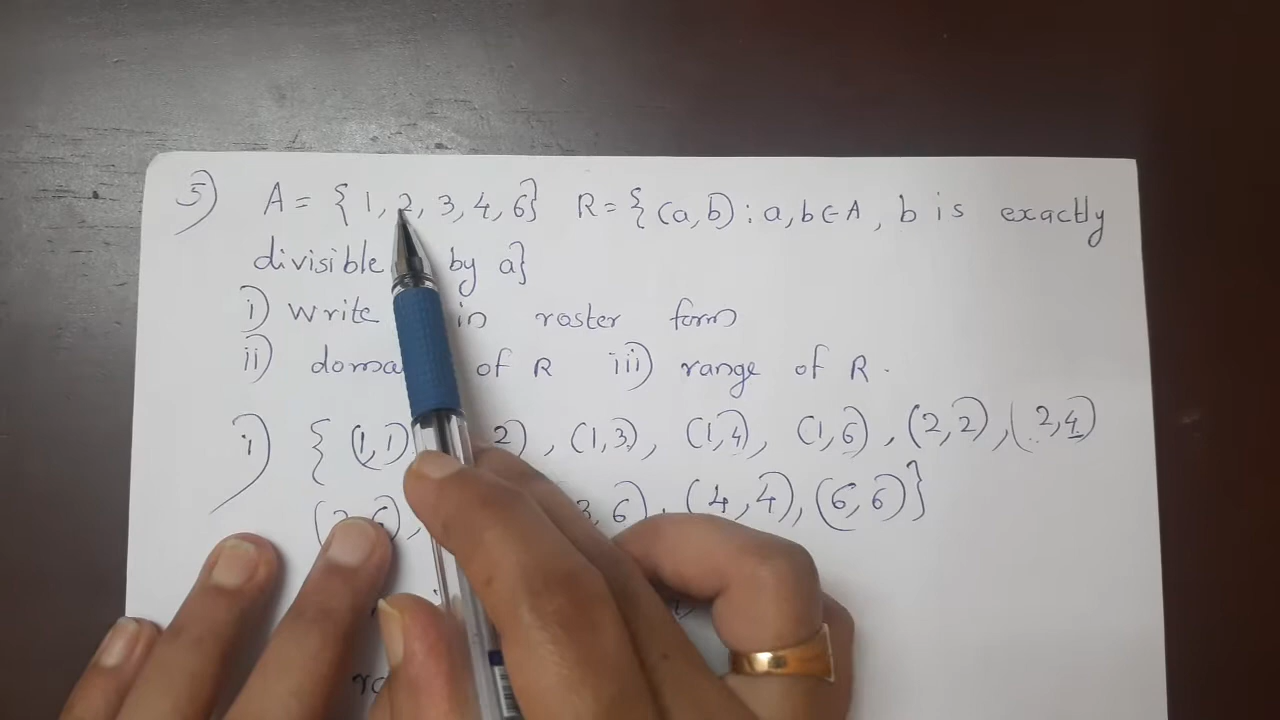 5) A = {1, 2, 3, 4, 6} R = {(a, b) : a, b ∈ A, b is exactly
divisible by a}
i) Write in roster form
ii) of R iii) range of R.
i) { (1, 1) 2), (1, 3), (1, 4), (1, 6), (2, 2), (2, 4)
3, 6), (4, 4), (6, 6)}